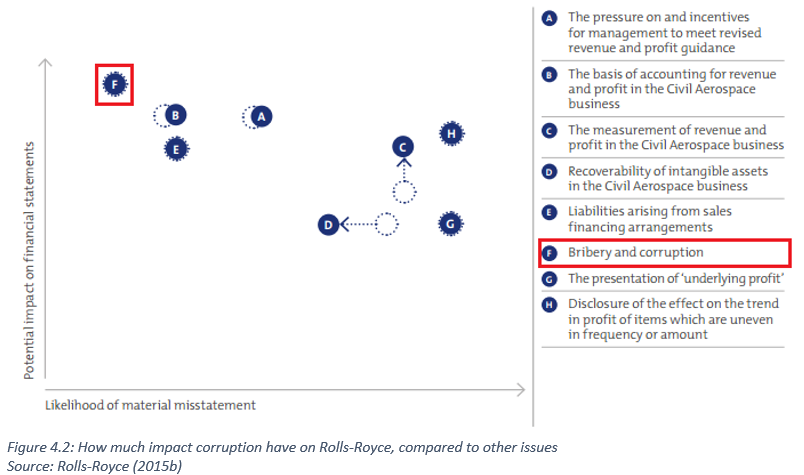 A The pressure on and incentives
for management to meet revised
revenue and profit guidance
B The basis of accounting for revenue
and profit in the Civil Aerospace
business
C The measurement of revenue and
profit in the Civil Aerospace business
D Recoverability of intangible assets
in the Civil Aerospace business
E Liabilities arising from sales
financing arrangements
F Bribery and corruption
G The presentation of ‘underlying profit’
H Disclosure of the effect on the trend
in profit of items which are uneven
in frequency or amount
Potential impact on financial statements
F
B
A
E
H
C
D
G
Likelihood of material misstatement
Figure 4.2: How much impact corruption have on Rolls-Royce, compared to other issues
Source: Rolls-Royce (2015b)